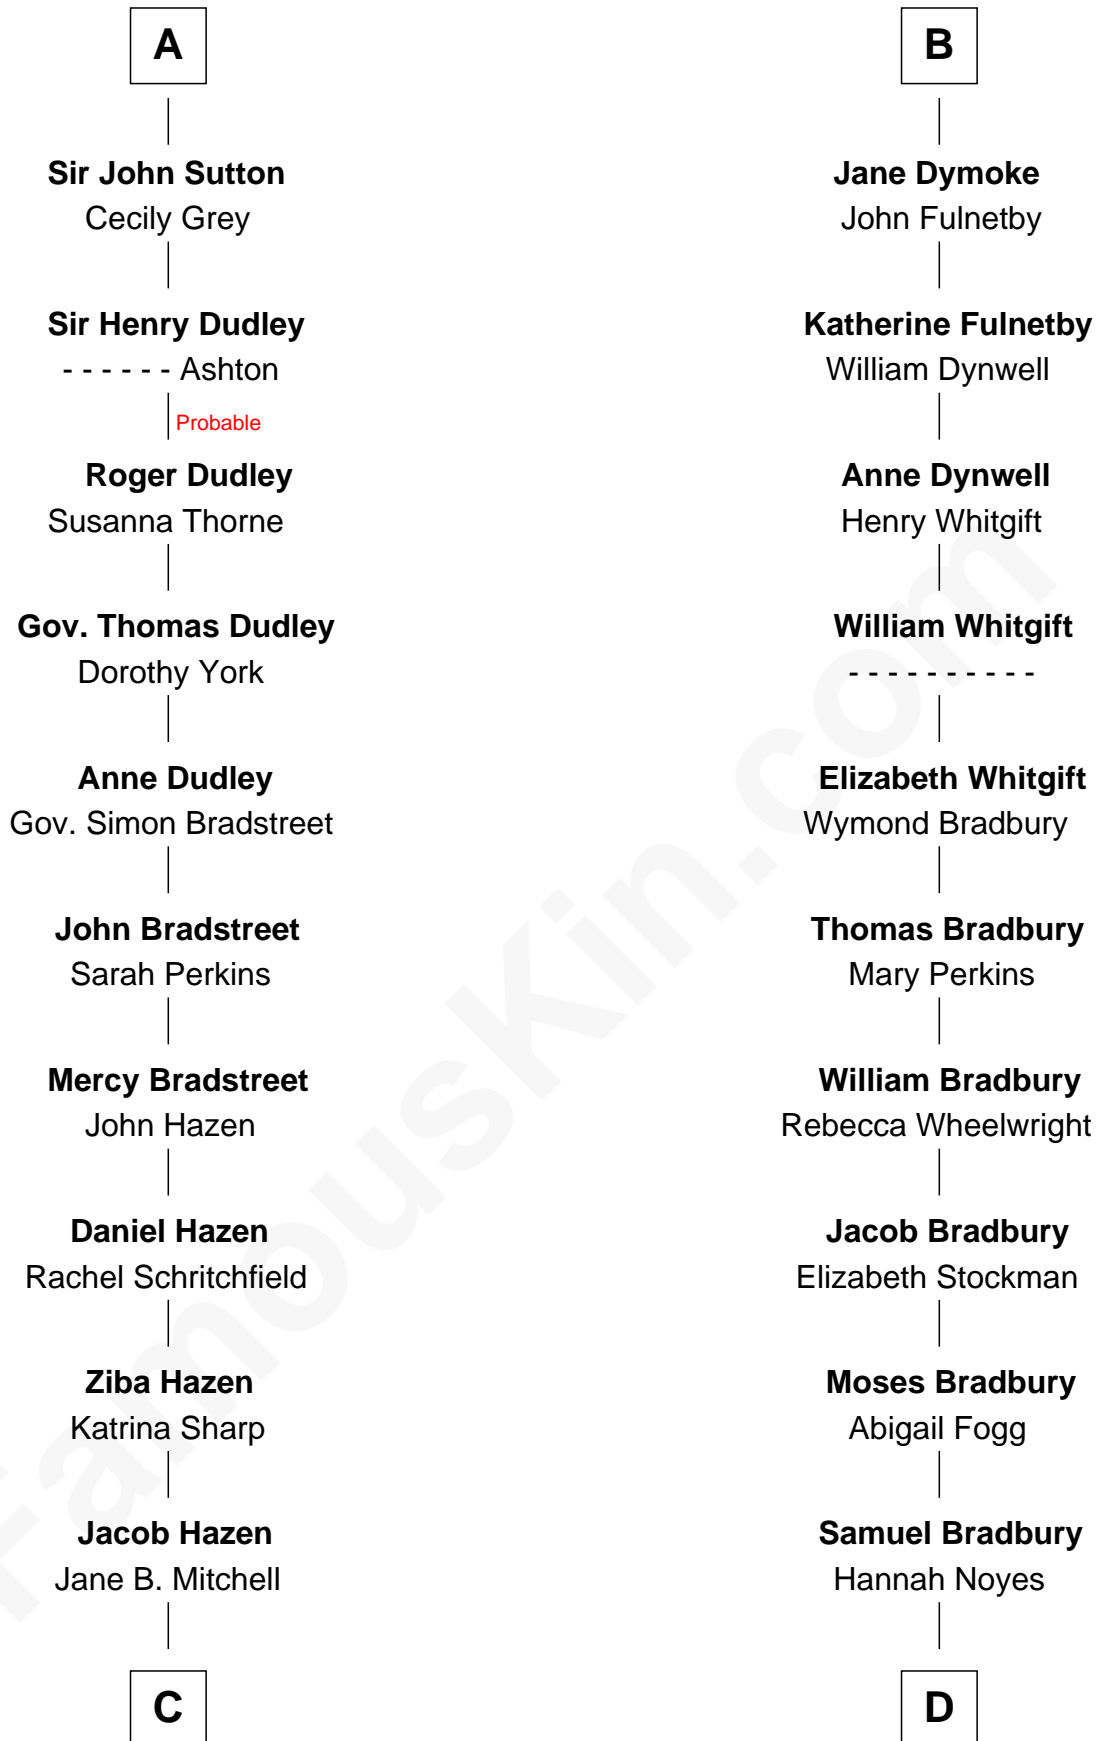 A
Sir John Sutton
Cecily Grey
Sir Henry Dudley
- - - - - - Ashton
Probable
Roger Dudley
Susanna Thorne
Gov. Thomas Dudley
Dorothy York
Anne Dudley
Gov. Simon Bradstreet
John Bradstreet
Sarah Perkins
Mercy Bradstreet
John Hazen
Daniel Hazen
Rachel Schritchfield
Ziba Hazen
Katrina Sharp
Jacob Hazen
Jane B. Mitchell
C
B
Jane Dymoke
John Fulnetby
Katherine Fulnetby
William Dynwell
Anne Dynwell
Henry Whitgift
William Whitgift
- - - - - - - - - -
Elizabeth Whitgift
Wymond Bradbury
Thomas Bradbury
Mary Perkins
William Bradbury
Rebecca Wheelwright
Jacob Bradbury
Elizabeth Stockman
Moses Bradbury
Abigail Fogg
Samuel Bradbury
Hannah Noyes
D
FamousKin.com